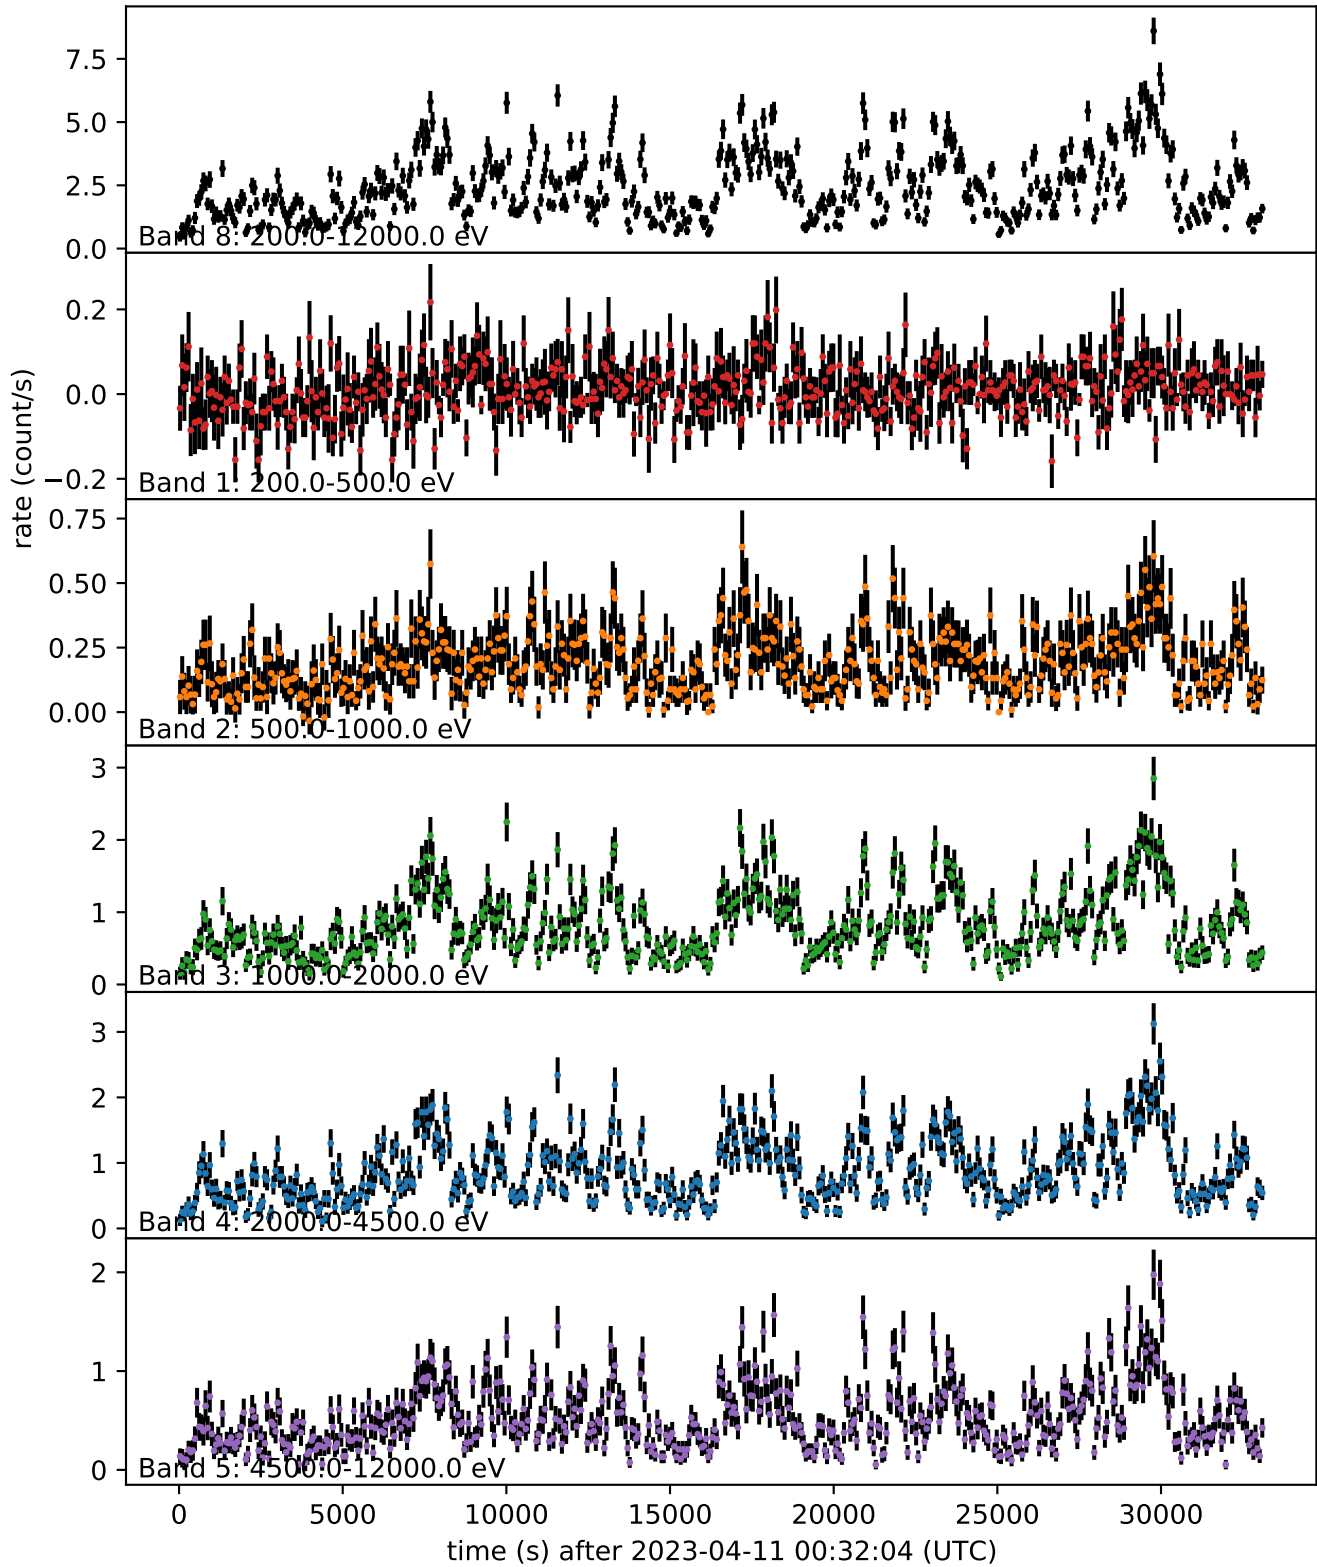 7.5
5.0
2.5
0.0
Band 8: 200.0-12000.0 eV
0.2
0.0
−0.2
Band 1: 200.0-500.0 eV
rate (count/s)
0.75
0.50
0.25
0.00
Band 2: 500.0-1000.0 eV
3
2
1
0
Band 3: 1000.0-2000.0 eV
3
2
1
0
Band 4: 2000.0-4500.0 eV
2
1
0
Band 5: 4500.0-12000.0 eV
0 5000 10000 15000 20000 25000 30000
time (s) after 2023-04-11 00:32:04 (UTC)